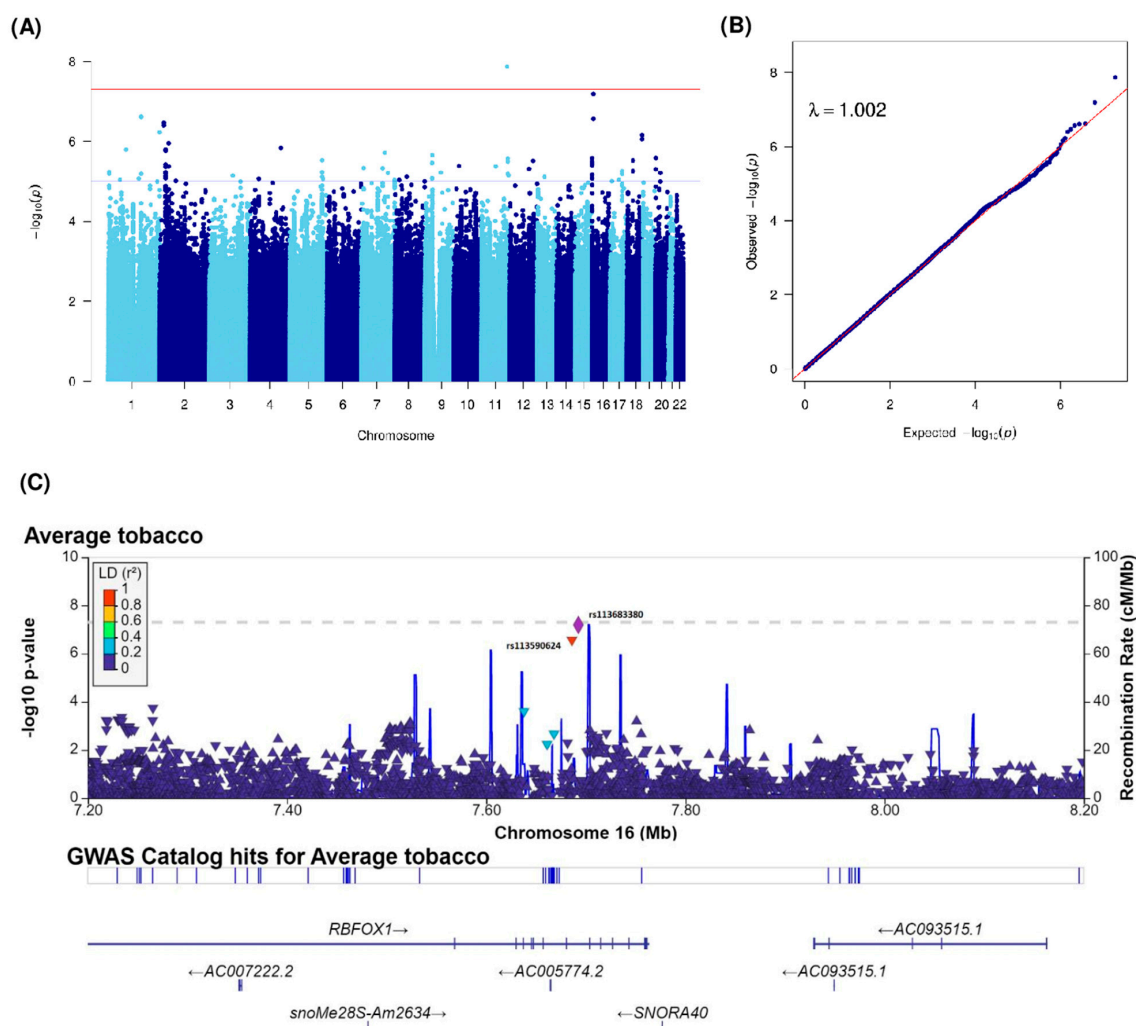 (A)
8
6
4
2
0
−log10(p)
1 2 3 4 5 6 7 8 9 10 11 12 13 14 15 16 17 18 20 22
Chromosome
(B)
λ = 1.002
8
6
4
2
0
Observed −log10(p)
0 2 4 6
Expected −log10(p)
(C)
Average tobacco
LD (r²)
1
0.8
0.6
0.4
0.2
0
10
8
6
4
2
0
-log10 p-value
rs113683380
rs113590624
100
80
60
40
20
0
Recombination Rate (cM/Mb)
7.20 7.40 7.60 7.80 8.00 8.20
Chromosome 16 (Mb)
GWAS Catalog hits for Average tobacco
RBFOX1→ ←AC093515.1
←AC007222.2 ←AC005774.2 ←AC093515.1
snoMe28S-Am2634→ ←SNORA40